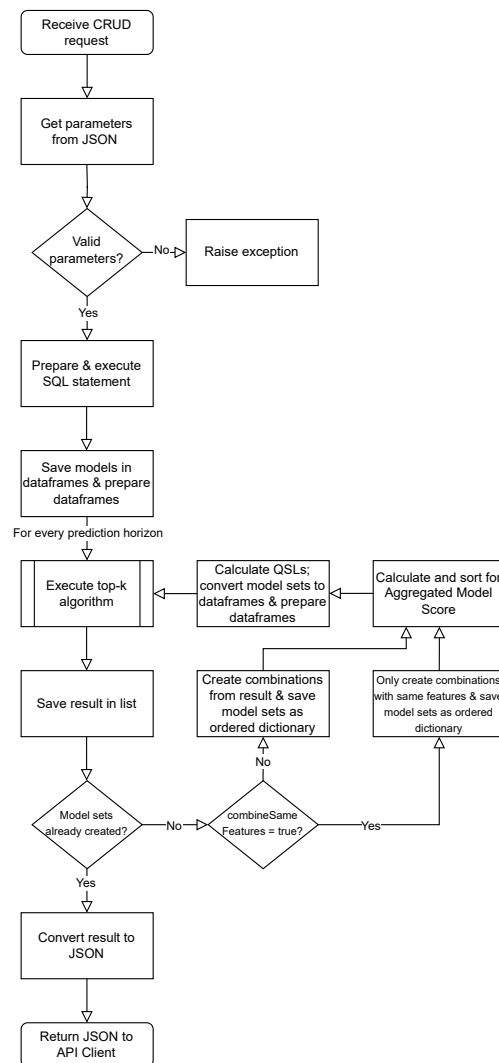 Receive CRUD
request
Get parameters
from JSON
Valid
parameters?
No
Raise exception
Yes
Prepare & execute
SQL statement
Save models in
dataframes & prepare
dataframes
For every prediction horizon
Execute top-k
algorithm
Calculate QSLs;
convert model sets to
dataframes & prepare
dataframes
Calculate and sort for
Aggregated Model
Score
Save result in list
Create combinations
from result & save
model sets as
ordered dictionary
Only create combinations
with same features & save
model sets as ordered
dictionary
No
Model sets
already created?
No
combineSame
Features = true?
Yes
Yes
Convert result to
JSON
Return JSON to
API Client